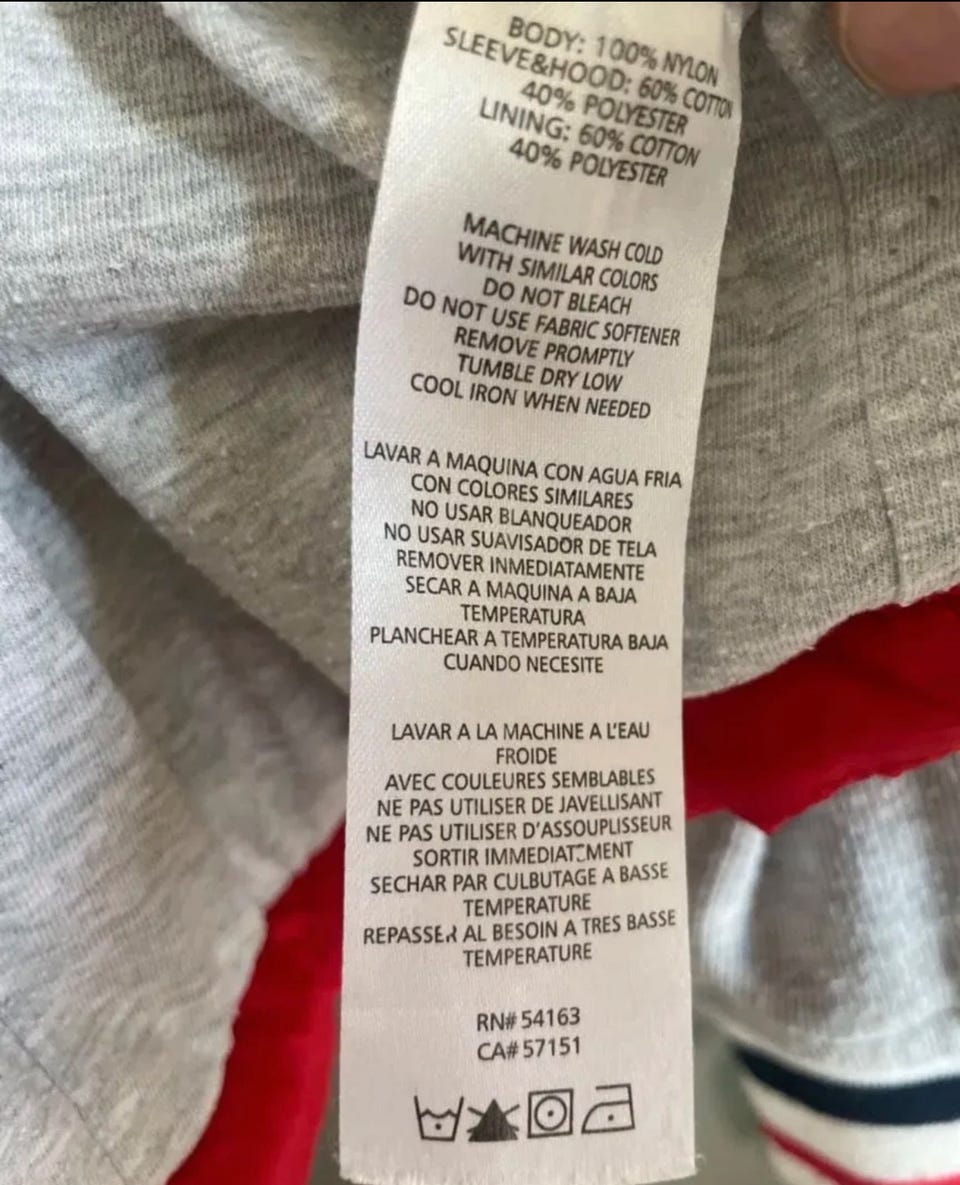 BODY: 100% NYLON
SLEEVE&HOOD: 60% COTTON
40% POLYESTER
LINING: 60% COTTON
40% POLYESTER
MACHINE WASH COLD
WITH SIMILAR COLORS
DO NOT BLEACH
DO NOT USE FABRIC SOFTENER
REMOVE PROMPTLY
TUMBLE DRY LOW
COOL IRON WHEN NEEDED
LAVAR A MAQUINA CON AGUA FRIA
CON COLORES SIMILARES
NO USAR BLANQUEADOR
NO USAR SUAVISADOR DE TELA
REMOVER INMEDIATAMENTE
SECAR A MAQUINA A BAJA
TEMPERATURA
PLANCHEAR A TEMPERATURA BAJA
CUANDO NECESITE
LAVAR A LA MACHINE A L'EAU
FROIDE
AVEC COULEURES SEMBLABLES
NE PAS UTILISER DE JAVELLISANT
NE PAS UTILISER D'ASSOUPLISSEUR
SORTIR IMMEDIATEMENT
SECHAR PAR CULBUTAGE A BASSE
TEMPERATURE
REPASSER AL BESOIN A TRES BASSE
TEMPERATURE
RN# 54163
CA# 57151